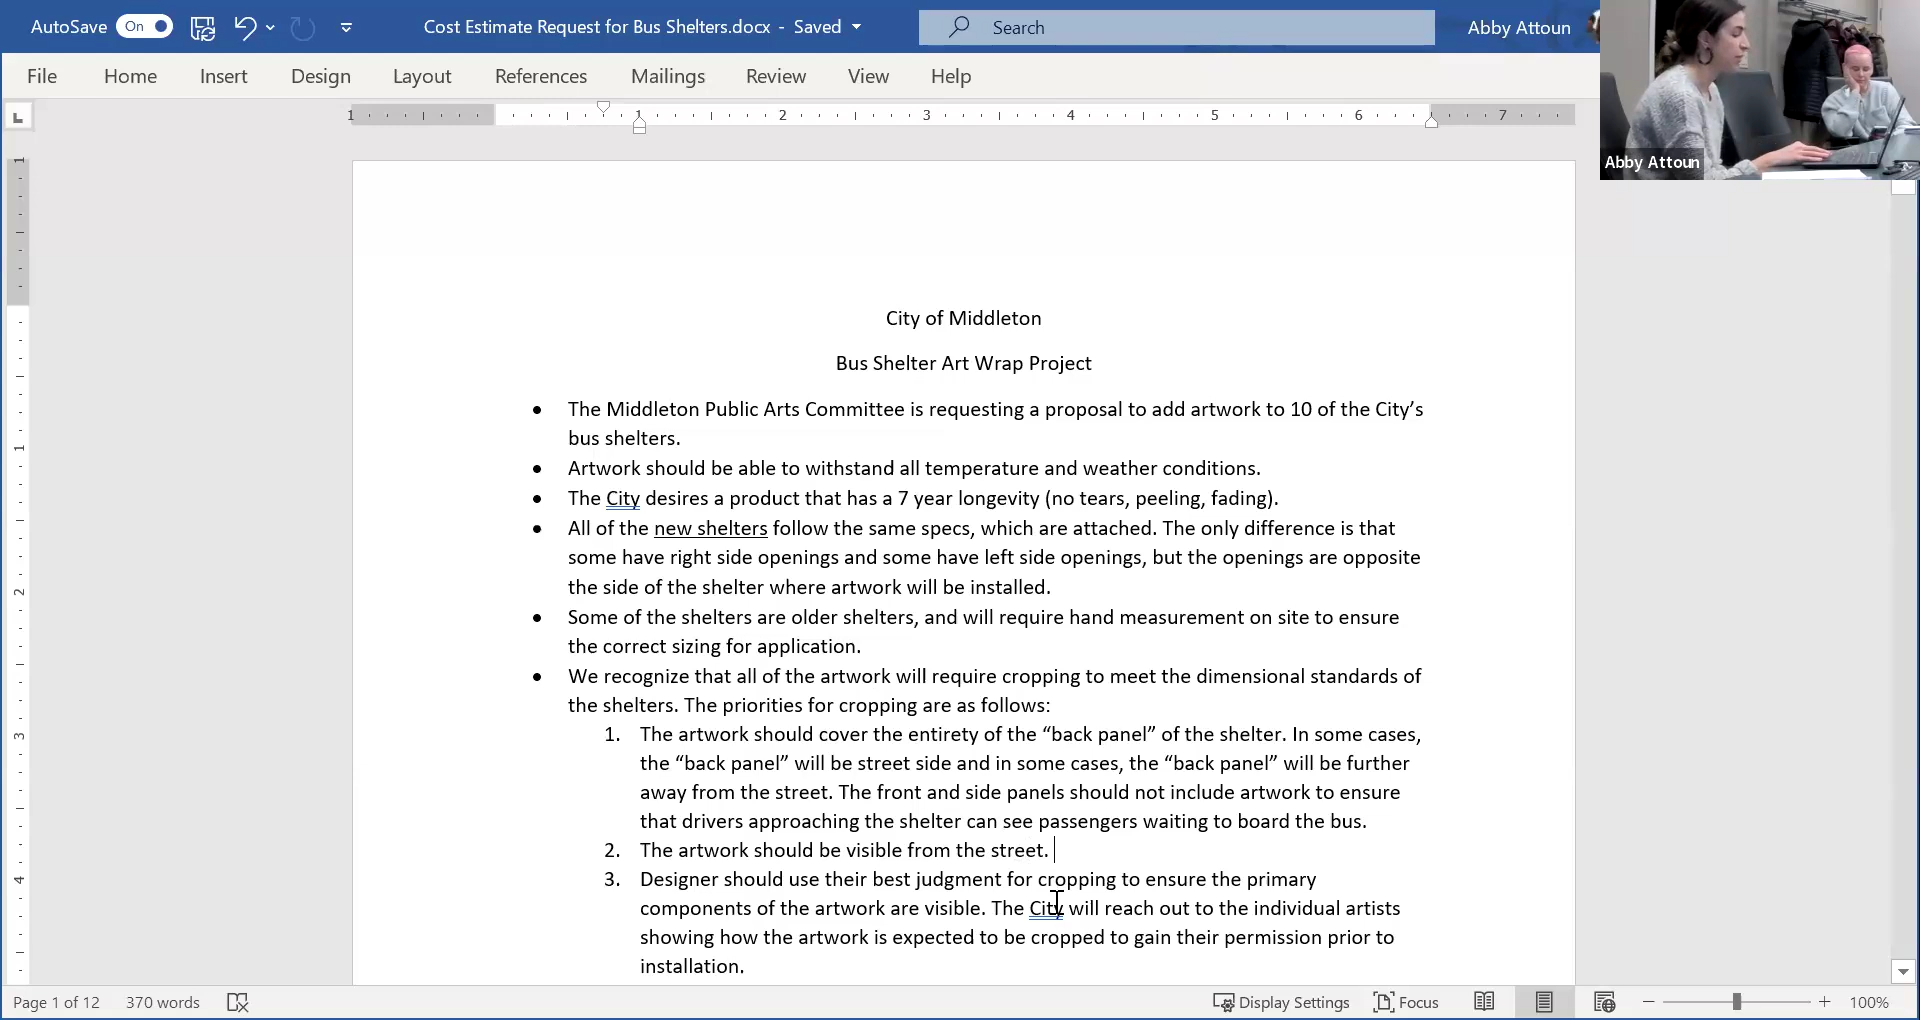 AutoSave On Cost Estimate Request for Bus Shelters.docx - Saved Search Abby Attoun
File Home Insert Design Layout References Mailings Review View Help
Abby Attoun
1 1 2 3 4 5 6 7
1
1
2
3
4
City of Middleton
Bus Shelter Art Wrap Project
• The Middleton Public Arts Committee is requesting a proposal to add artwork to 10 of the City’s
bus shelters.
• Artwork should be able to withstand all temperature and weather conditions.
• The City desires a product that has a 7 year longevity (no tears, peeling, fading).
• All of the new shelters follow the same specs, which are attached. The only difference is that
some have right side openings and some have left side openings, but the openings are opposite
the side of the shelter where artwork will be installed.
• Some of the shelters are older shelters, and will require hand measurement on site to ensure
the correct sizing for application.
• We recognize that all of the artwork will require cropping to meet the dimensional standards of
the shelters. The priorities for cropping are as follows:
1. The artwork should cover the entirety of the “back panel” of the shelter. In some cases,
the “back panel” will be street side and in some cases, the “back panel” will be further
away from the street. The front and side panels should not include artwork to ensure
that drivers approaching the shelter can see passengers waiting to board the bus.
2. The artwork should be visible from the street.
3. Designer should use their best judgment for cropping to ensure the primary
components of the artwork are visible. The City will reach out to the individual artists
showing how the artwork is expected to be cropped to gain their permission prior to
installation.
Page 1 of 12 370 words Display Settings Focus 100%